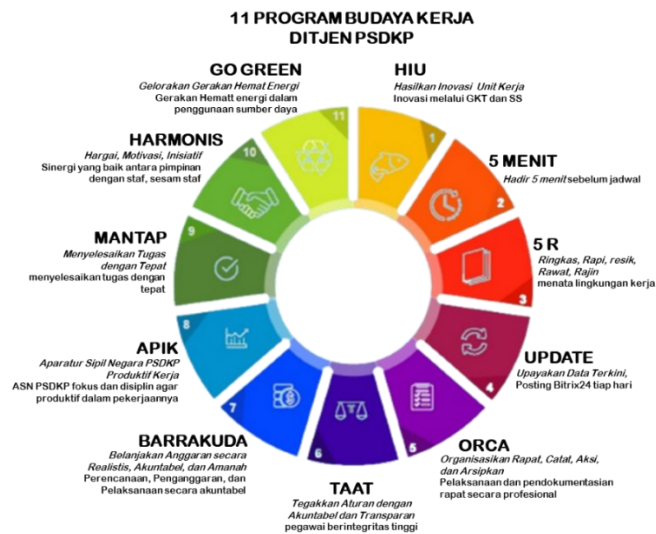 11 PROGRAM BUDAYA KERJA
DITJEN PSDKP
HIU
Hasilkan Inovasi Unit Kerja
Inovasi melalui GKT dan SS
1
5 MENIT
Hadir 5 menit sebelum jadwal
2
5 R
Ringkas, Rapi, resik,
Rawat, Rajin
menata lingkungan kerja
3
UPDATE
Upayakan Data Terkini,
Posting Bitrix24 tiap hari
4
ORCA
Organisasikan Rapat, Catat, Aksi,
dan Arsipkan
Pelaksanaan dan pendokumentasian
rapat secara profesional
5
TAAT
Tegakkan Aturan dengan
Akuntabel dan Transparan
pegawai berintegritas tinggi
6
BARRAKUDA
Belanjakan Anggaran secara
Realistis, Akuntabel, dan Amanah
Perencanaan, Penganggaran, dan
Pelaksanaan secara akuntabel
7
APIK
Aparatur Sipil Negara PSDKP
Produktif Kerja
ASN PSDKP fokus dan disiplin agar
produktif dalam pekerjaannya
8
MANTAP
Menyelesaikan Tugas
dengan Tepat
menyelesaikan tugas dengan
tepat
9
HARMONIS
Hargai, Motivasi, Inisiatif
Sinergi yang baik antara pimpinan
dengan staf, sesam staf
10
GO GREEN
Gelorakan Gerakan Hemat Energi
Gerakan Hematt energi dalam
penggunaan sumber daya
11